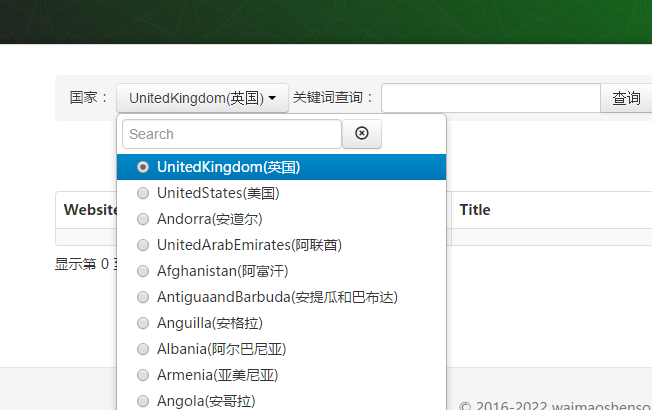 国家： UnitedKingdom(英国) 关键词查询： 查询
Search
UnitedKingdom(英国)
UnitedStates(美国)
Andorra(安道尔)
UnitedArabEmirates(阿联酋)
Afghanistan(阿富汗)
AntiguaandBarbuda(安提瓜和巴布达)
Anguilla(安格拉)
Albania(阿尔巴尼亚)
Armenia(亚美尼亚)
Angola(安哥拉)
Website Title
显示第 0 至
© 2016-2022 waimaoshenso